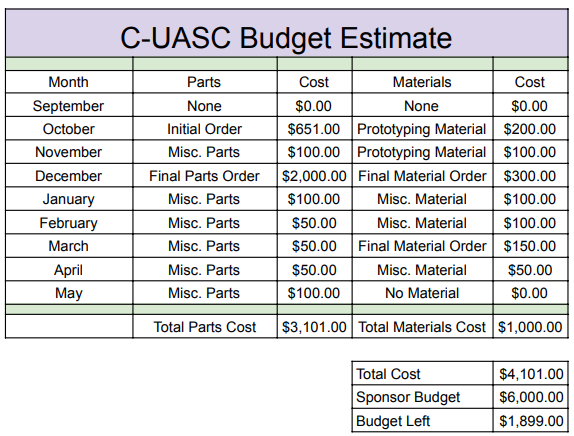 C-UASC Budget Estimate
Month Parts Cost Materials Cost
September None $0.00 None $0.00
October Initial Order $651.00 Prototyping Material $200.00
November Misc. Parts $100.00 Prototyping Material $100.00
December Final Parts Order $2,000.00 Final Material Order $300.00
January Misc. Parts $100.00 Misc. Material $100.00
February Misc. Parts $50.00 Misc. Material $100.00
March Misc. Parts $50.00 Final Material Order $150.00
April Misc. Parts $50.00 Misc. Material $50.00
May Misc. Parts $100.00 No Material $0.00
Total Parts Cost $3,101.00 Total Materials Cost $1,000.00
Total Cost $4,101.00
Sponsor Budget $6,000.00
Budget Left $1,899.00